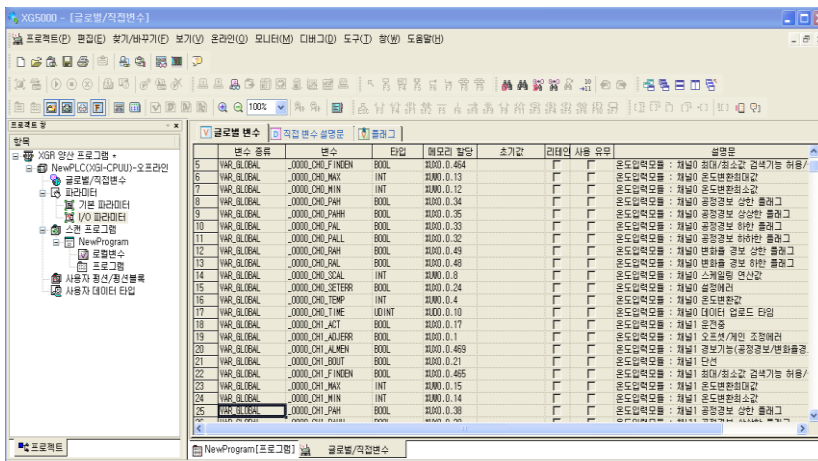 XG5000 - [글로벌/직접변수]
프로젝트(P) 편집(E) 찾기/바꾸기(F) 보기(V) 온라인(O) 모니터(M) 디버그(D) 도구(T) 창(W) 도움말(H)
100%
프로젝트 창
항목
XGR 양산 프로그램 *
NewPLC(XGI-CPUU)-오프라인
글로벌/직접변수
파라미터
기본 파라미터
I/O 파라미터
스캔 프로그램
NewProgram
로컬변수
프로그램
사용자 펑션/펑션블록
사용자 데이터 타입
프로젝트
V 글로벌 변수 D 직접 변수 설명문 플래그
변수 종류 변수 타입 메모리 할당 초기값 리테인 사용 유무 설명문
5 VAR_GLOBAL _0000_CH0_FINDEN BOOL %UX0.0.464 온도입력모듈 : 채널0 최대/최소값 검색기능 허용/
6 VAR_GLOBAL _0000_CH0_MAX INT %UW0.0.13 온도입력모듈 : 채널0 온도변환최대값
7 VAR_GLOBAL _0000_CH0_MIN INT %UW0.0.12 온도입력모듈 : 채널0 온도변환최소값
8 VAR_GLOBAL _0000_CH0_PAH BOOL %UX0.0.34 온도입력모듈 : 채널0 공정경보 상한 플래그
9 VAR_GLOBAL _0000_CH0_PAHH BOOL %UX0.0.35 온도입력모듈 : 채널0 공정경보 상상한 플래그
10 VAR_GLOBAL _0000_CH0_PAL BOOL %UX0.0.33 온도입력모듈 : 채널0 공정경보 하한 플래그
11 VAR_GLOBAL _0000_CH0_PALL BOOL %UX0.0.32 온도입력모듈 : 채널0 공정경보 하하한 플래그
12 VAR_GLOBAL _0000_CH0_RAH BOOL %UX0.0.49 온도입력모듈 : 채널0 변화율 경보 상한 플래그
13 VAR_GLOBAL _0000_CH0_RAL BOOL %UX0.0.48 온도입력모듈 : 채널0 변화율 경보 하한 플래그
14 VAR_GLOBAL _0000_CH0_SCAL INT %UW0.0.8 온도입력모듈 : 채널0 스케일링 연산값
15 VAR_GLOBAL _0000_CH0_SETERR BOOL %UX0.0.24 온도입력모듈 : 채널0 설정에러
16 VAR_GLOBAL _0000_CH0_TEMP INT %UW0.0.4 온도입력모듈 : 채널0 온도변환값
17 VAR_GLOBAL _0000_CH0_TIME UDINT %UD0.0.10 온도입력모듈 : 채널0 데이터 업로드 타임
18 VAR_GLOBAL _0000_CH1_ACT BOOL %UX0.0.17 온도입력모듈 : 채널1 운전중
19 VAR_GLOBAL _0000_CH1_ADJERR BOOL %UX0.0.1 온도입력모듈 : 채널1 오프셋/게인 조정에러
20 VAR_GLOBAL _0000_CH1_ALMEN BOOL %UX0.0.469 온도입력모듈 : 채널1 경보기능(공정경보/변화율경.
21 VAR_GLOBAL _0000_CH1_BOUT BOOL %UX0.0.21 온도입력모듈 : 채널1 단선
22 VAR_GLOBAL _0000_CH1_FINDEN BOOL %UX0.0.465 온도입력모듈 : 채널1 최대/최소값 검색기능 허용/
23 VAR_GLOBAL _0000_CH1_MAX INT %UW0.0.15 온도입력모듈 : 채널1 온도변환최대값
24 VAR_GLOBAL _0000_CH1_MIN INT %UW0.0.14 온도입력모듈 : 채널1 온도변환최소값
25 VAR_GLOBAL _0000_CH1_PAH BOOL %UX0.0.38 온도입력모듈 : 채널1 공정경보 상한 플래그
NewProgram[프로그램] 글로벌/직접변수